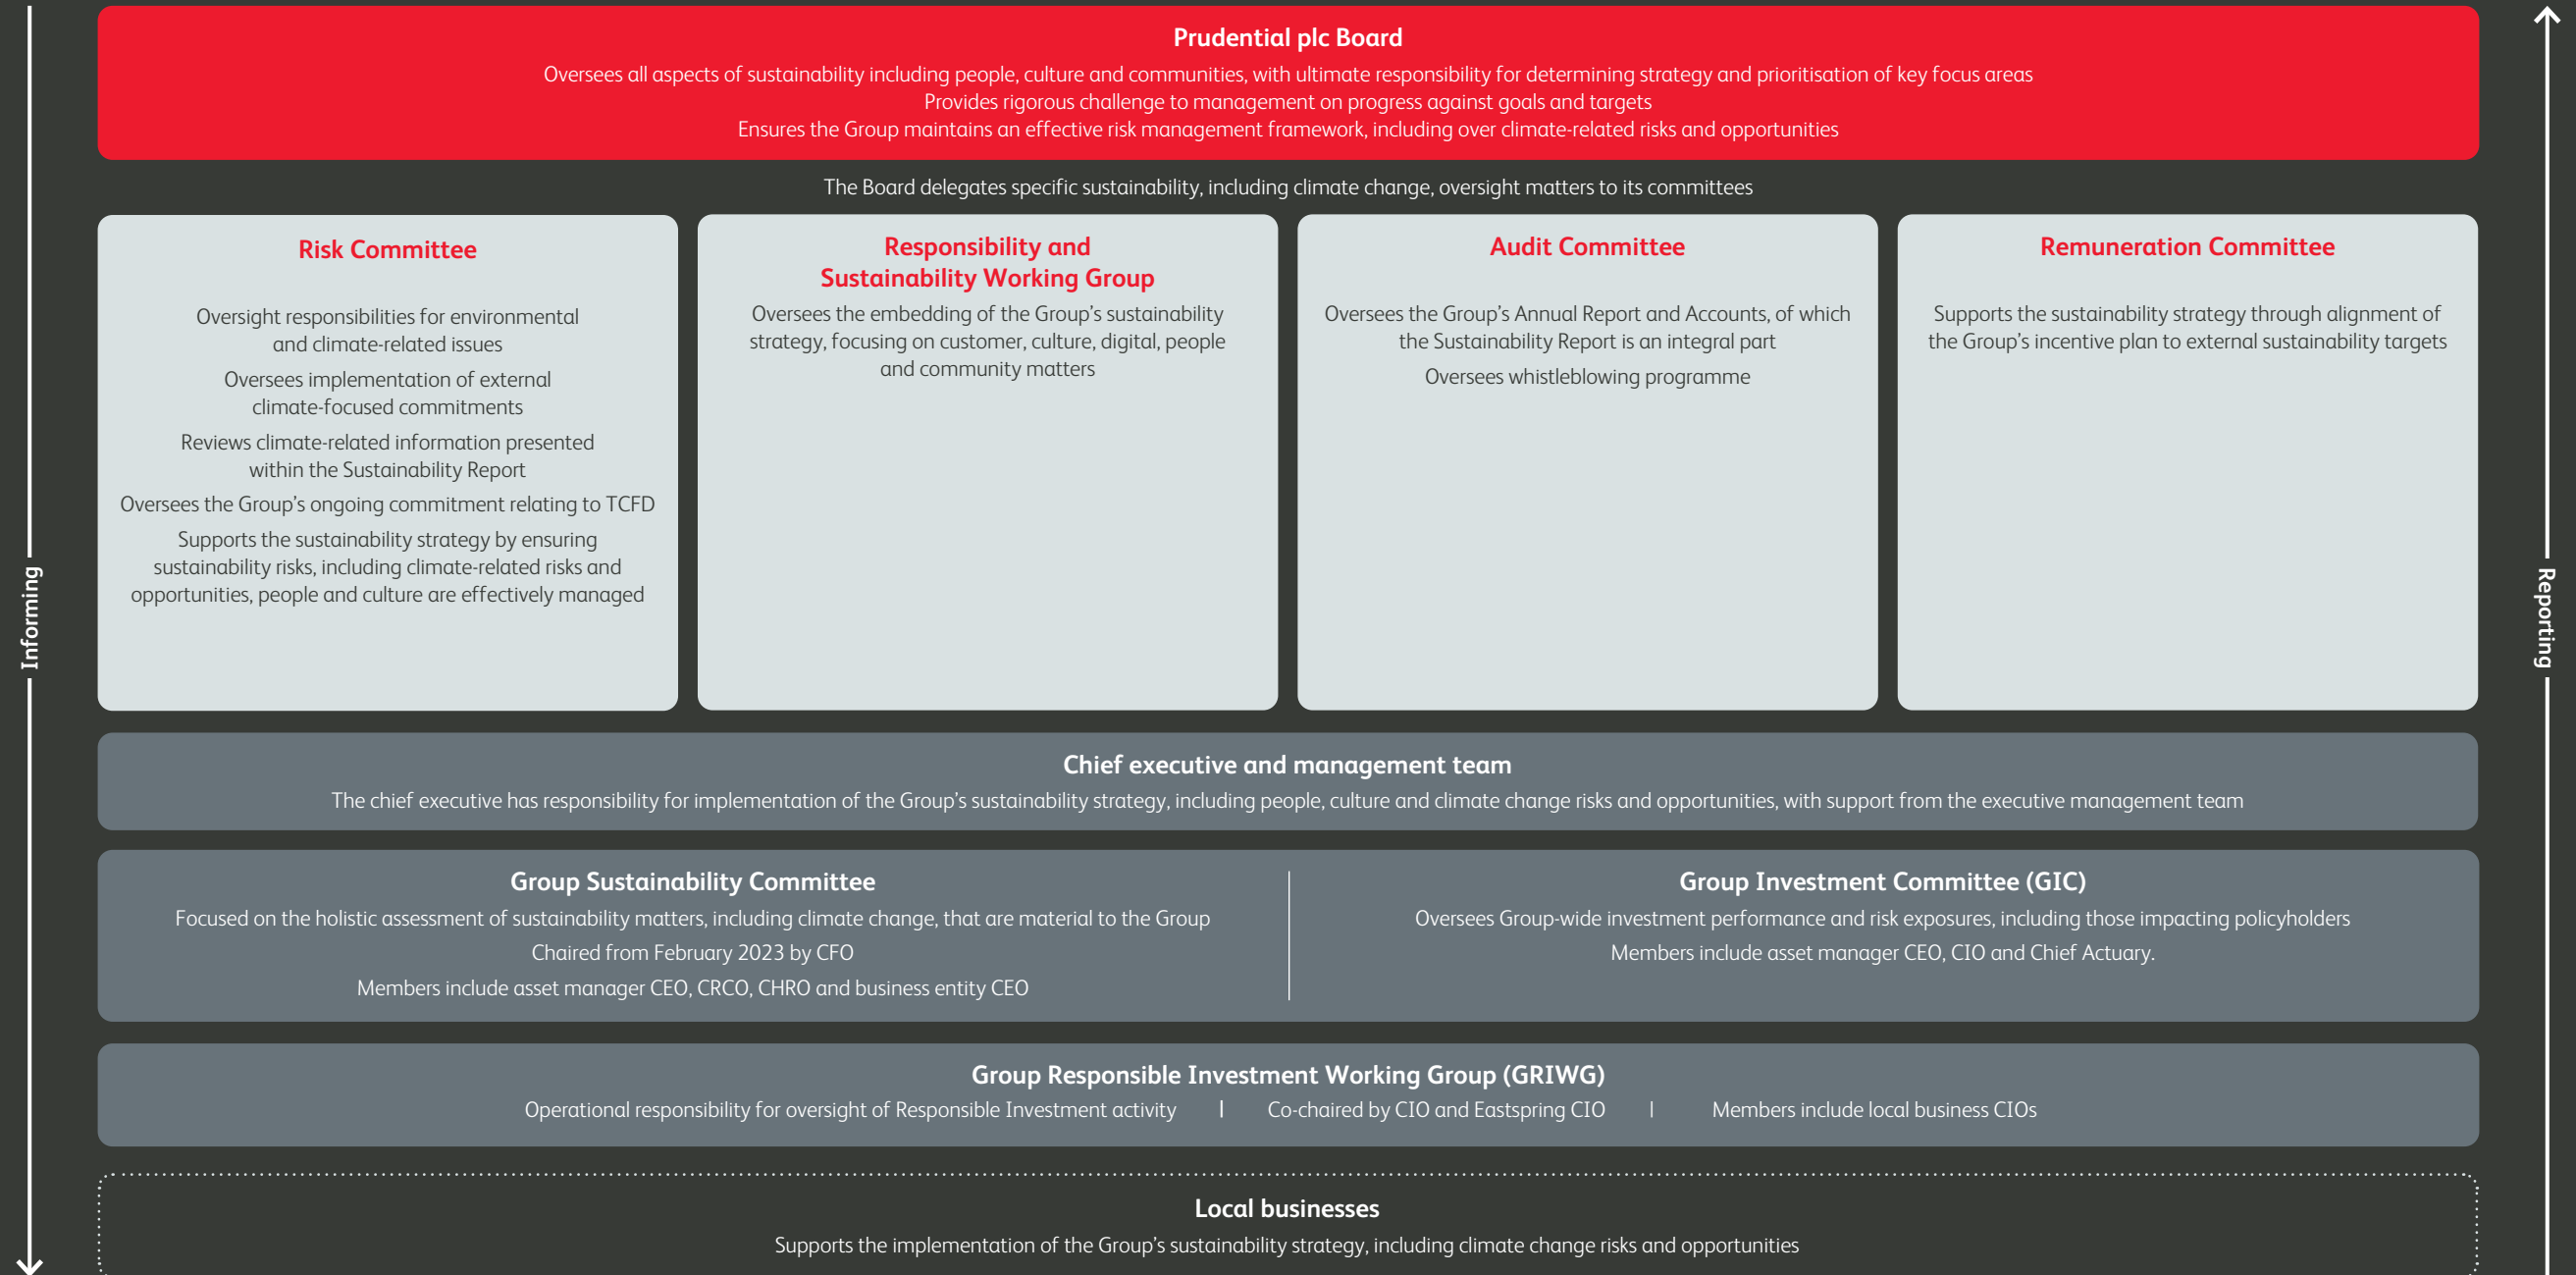 Prudential plc Board
Oversees all aspects of sustainability including people, culture and communities, with ultimate responsibility for determining strategy and prioritisation of key focus areas
Provides rigorous challenge to management on progress against goals and targets
Ensures the Group maintains an effective risk management framework, including over climate-related risks and opportunities
The Board delegates specific sustainability, including climate change, oversight matters to its committees
Risk Committee
Oversight responsibilities for environmental
and climate-related issues
Oversees implementation of external
climate-focused commitments
Reviews climate-related information presented
within the Sustainability Report
Oversees the Group’s ongoing commitment relating to TCFD
Supports the sustainability strategy by ensuring
sustainability risks, including climate-related risks and
opportunities, people and culture are effectively managed
Responsibility and
Sustainability Working Group
Oversees the embedding of the Group’s sustainability
strategy, focusing on customer, culture, digital, people
and community matters
Audit Committee
Oversees the Group’s Annual Report and Accounts, of which
the Sustainability Report is an integral part
Oversees whistleblowing programme
Remuneration Committee
Supports the sustainability strategy through alignment of
the Group’s incentive plan to external sustainability targets
Informing
Reporting
Chief executive and management team
The chief executive has responsibility for implementation of the Group’s sustainability strategy, including people, culture and climate change risks and opportunities, with support from the executive management team
Group Sustainability Committee
Focused on the holistic assessment of sustainability matters, including climate change, that are material to the Group
Chaired from February 2023 by CFO
Members include asset manager CEO, CRCO, CHRO and business entity CEO
Group Investment Committee (GIC)
Oversees Group-wide investment performance and risk exposures, including those impacting policyholders
Members include asset manager CEO, CIO and Chief Actuary.
Group Responsible Investment Working Group (GRIWG)
Operational responsibility for oversight of Responsible Investment activity | Co-chaired by CIO and Eastspring CIO | Members include local business CIOs
Local businesses
Supports the implementation of the Group’s sustainability strategy, including climate change risks and opportunities